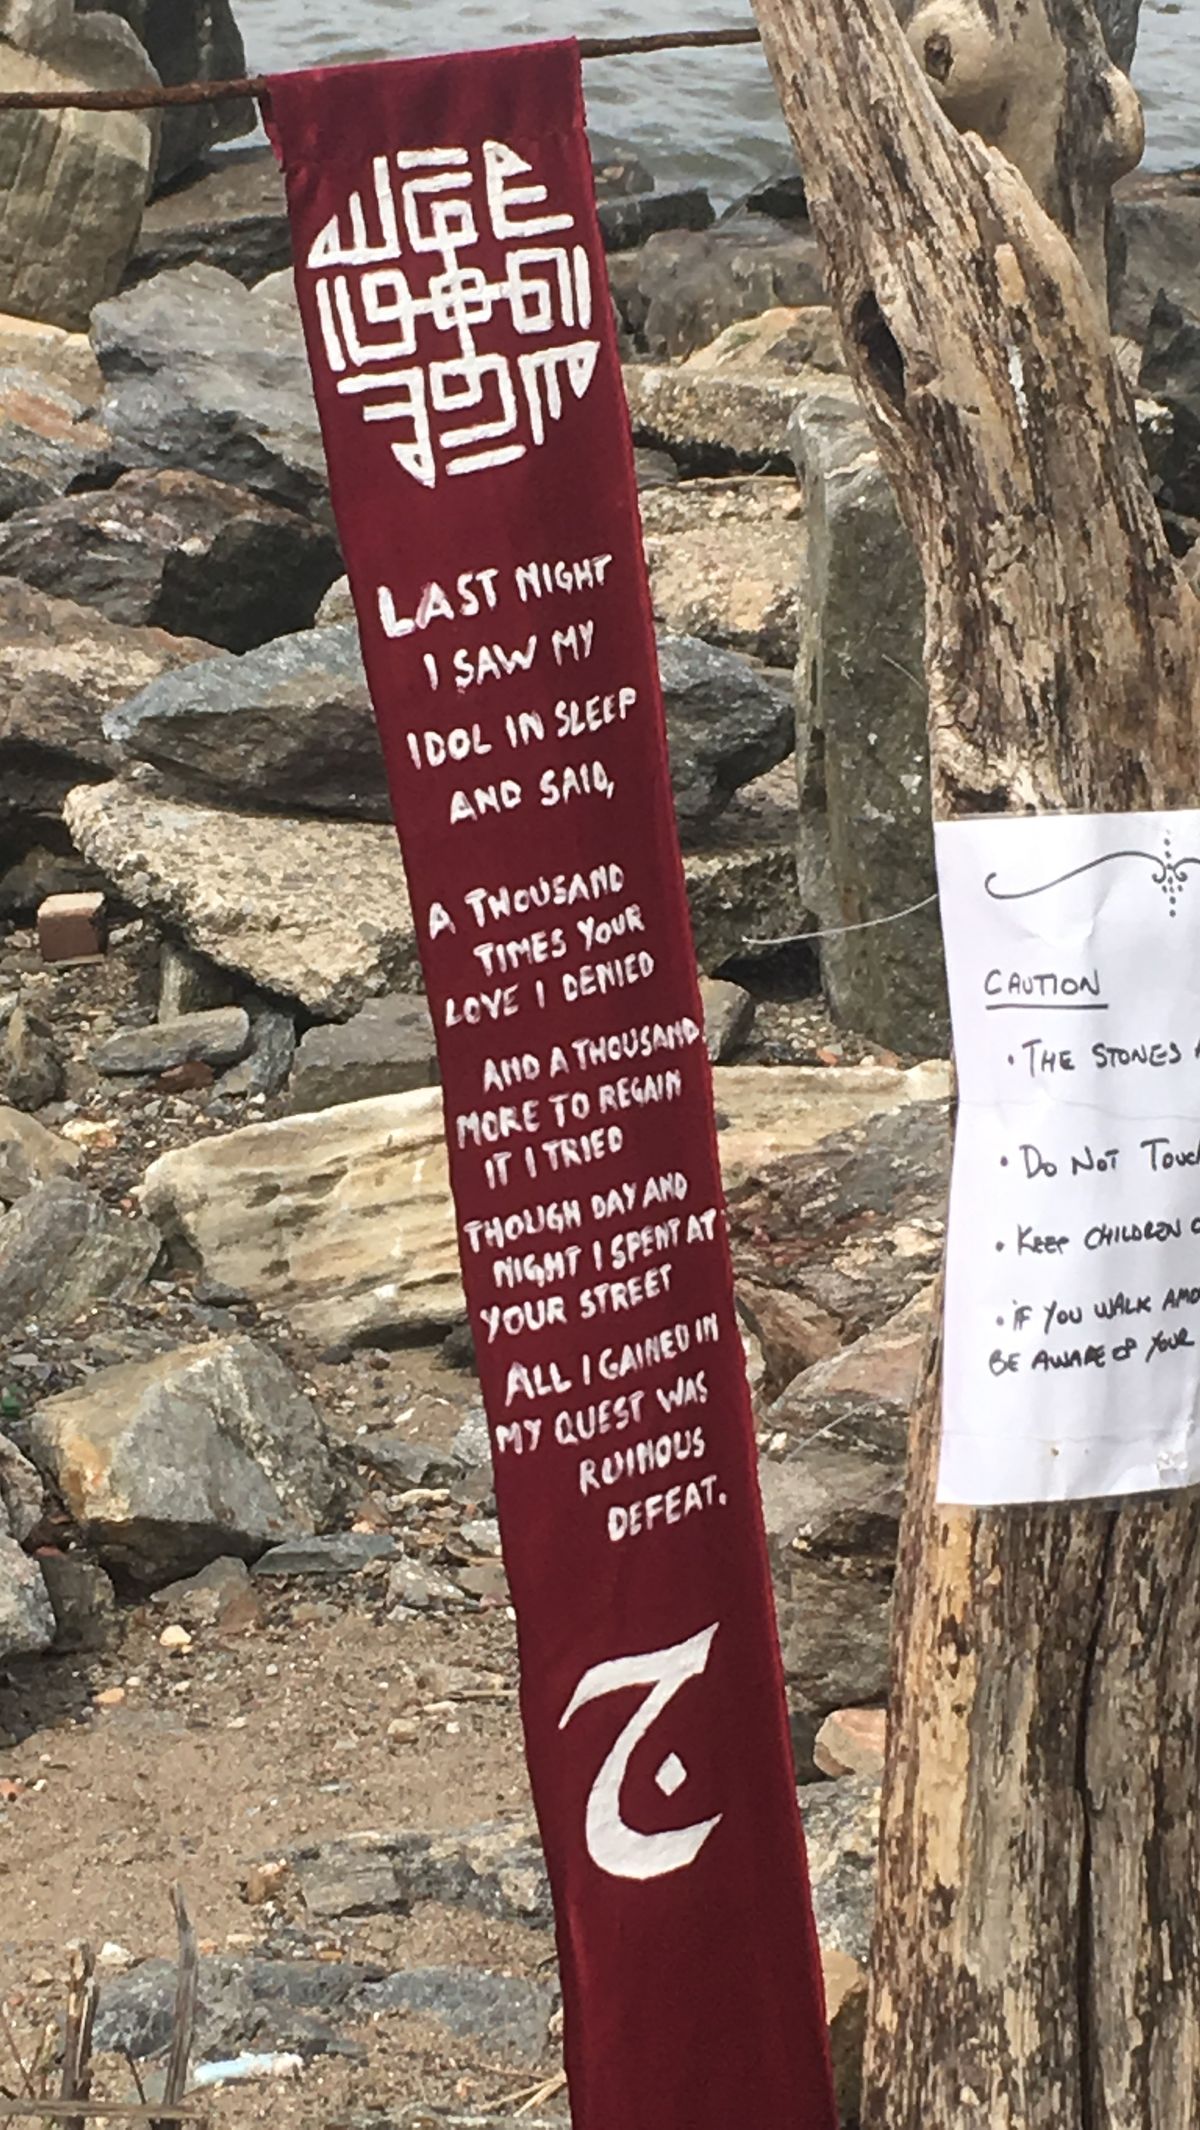 LAST NIGHT
I SAW MY
IDOL IN SLEEP
AND SAID,
A THOUSAND
TIMES YOUR
LOVE I DENIED
AND A THOUSAND
MORE TO REGAIN
IT I TRIED
THOUGH DAY AND
NIGHT I SPENT AT
YOUR STREET
ALL I GAINED IN
MY QUEST WAS
RUINOUS
DEFEAT.
ج
CAUTION
• THE STONES
• DO NOT
• KEEP CHILDREN
• IF YOU WALK
BE AWARE OF YOUR